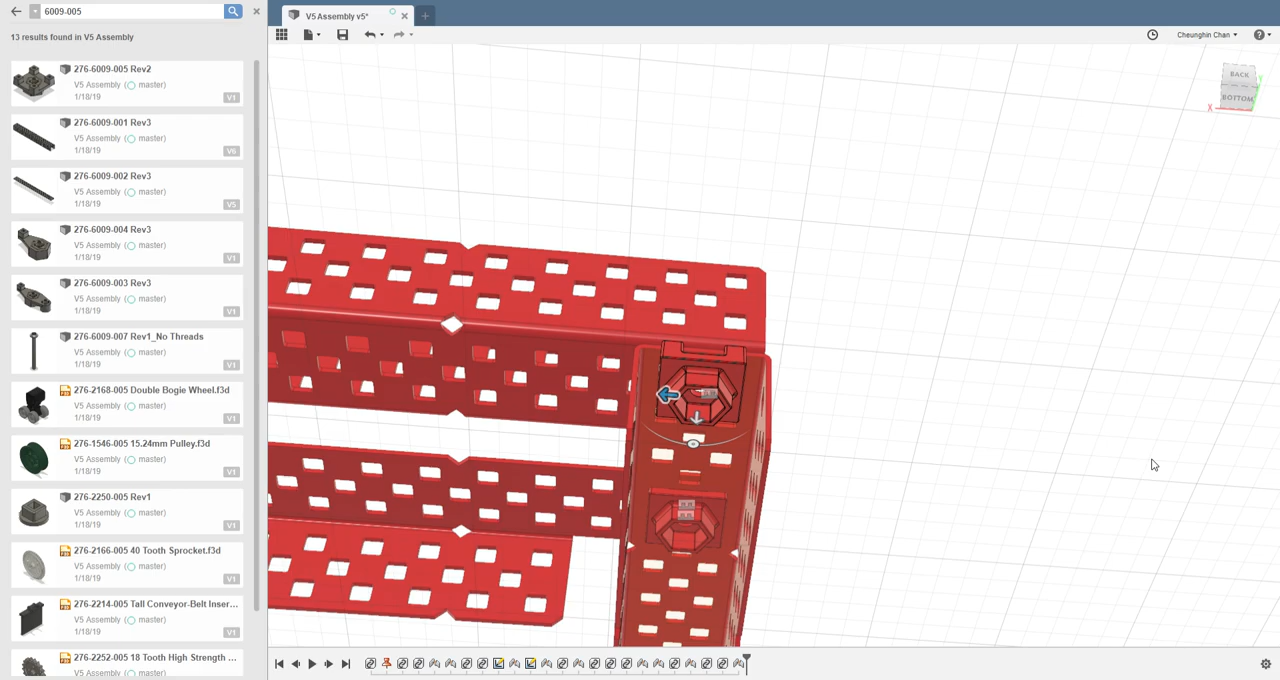 6009-005
V5 Assembly v5*
13 results found in V5 Assembly
Cheunghin Chan
276-6009-005 Rev2
V5 Assembly (master)
1/18/19
V1
276-6009-001 Rev3
V5 Assembly (master)
1/18/19
V6
276-6009-002 Rev3
V5 Assembly (master)
1/18/19
V5
276-6009-004 Rev3
V5 Assembly (master)
1/18/19
V1
276-6009-003 Rev3
V5 Assembly (master)
1/18/19
V1
276-6009-007 Rev1_No Threads
V5 Assembly (master)
1/18/19
V1
276-2168-005 Double Bogie Wheel.f3d
V5 Assembly (master)
1/18/19
V1
276-1546-005 15.24mm Pulley.f3d
V5 Assembly (master)
1/18/19
V1
276-2250-005 Rev1
V5 Assembly (master)
1/18/19
V1
276-2166-005 40 Tooth Sprocket.f3d
V5 Assembly (master)
1/18/19
V1
276-2214-005 Tall Conveyor-Belt Inser...
V5 Assembly (master)
1/18/19
V1
276-2252-005 18 Tooth High Strength ...
V5 Assembly (master)
BACK
BOTTOM
X
Y